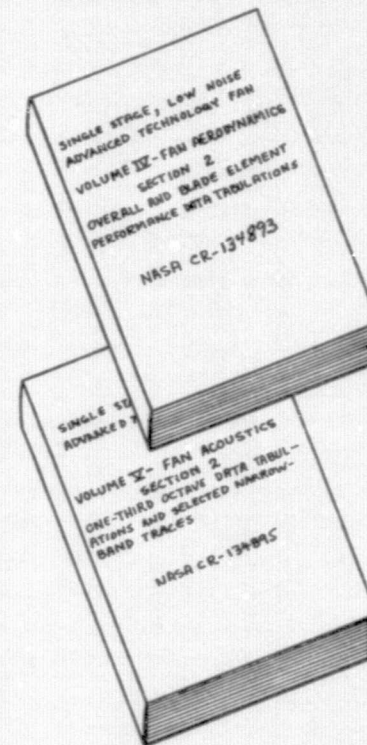 SINGLE STAGE, LOW NOISE
ADVANCED TECHNOLOGY FAN
VOLUME IV - FAN AERODYNAMICS
SECTION 2
OVERALL AND BLADE ELEMENT
PERFORMANCE DATA TABULATIONS
NASA CR-134893
SINGLE ST
ADVANCED T
VOLUME V - FAN ACOUSTICS
SECTION 2
ONE-THIRD OCTAVE DATA TABUL-
ATIONS AND SELECTED NARROW-
BAND TRACES
NASA CR-134895